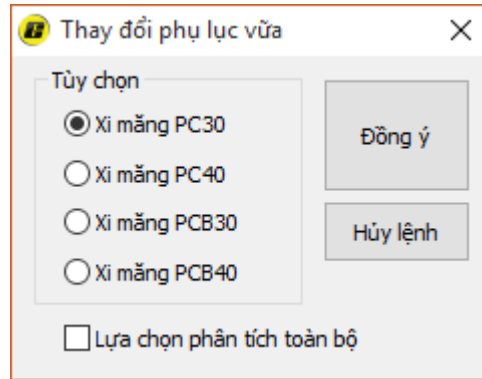 Thay đổi phụ lục vữa
Tùy chọn
Xi măng PC30
Xi măng PC40
Xi măng PCB30
Xi măng PCB40
Đồng ý
Hủy lệnh
Lựa chọn phân tích toàn bộ